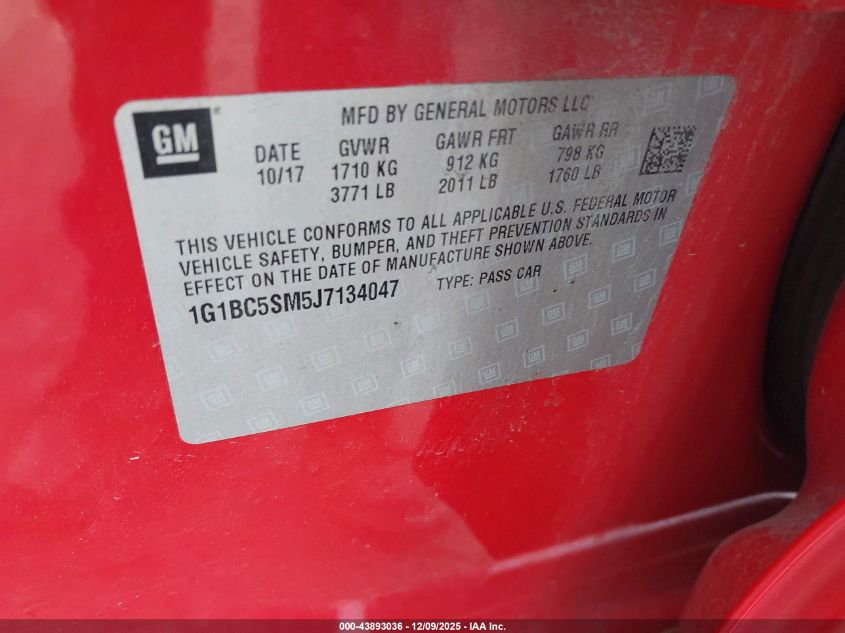 GM
MFD BY GENERAL MOTORS LLC
DATE GVWR GAWR FRT GAWR RR
10/17 1710 KG 912 KG 798 KG
3771 LB 2011 LB 1760 LB
THIS VEHICLE CONFORMS TO ALL APPLICABLE U.S. FEDERAL MOTOR
VEHICLE SAFETY, BUMPER, AND THEFT PREVENTION STANDARDS IN
EFFECT ON THE DATE OF MANUFACTURE SHOWN ABOVE.
1G1BC5SM5J7134047 TYPE: PASS CAR
000-43893036 - 12/09/2025 - IAA Inc.